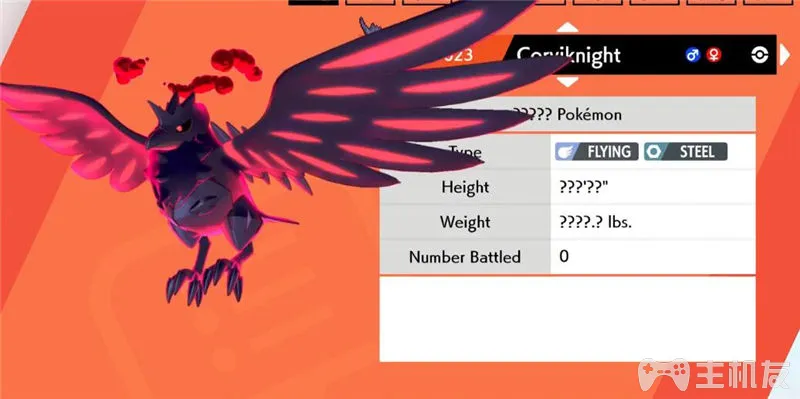 023 Corviknight
????? Pokémon
Type FLYING STEEL
Height ???'??"
Weight ????.? lbs.
Number Battled 0
主机友